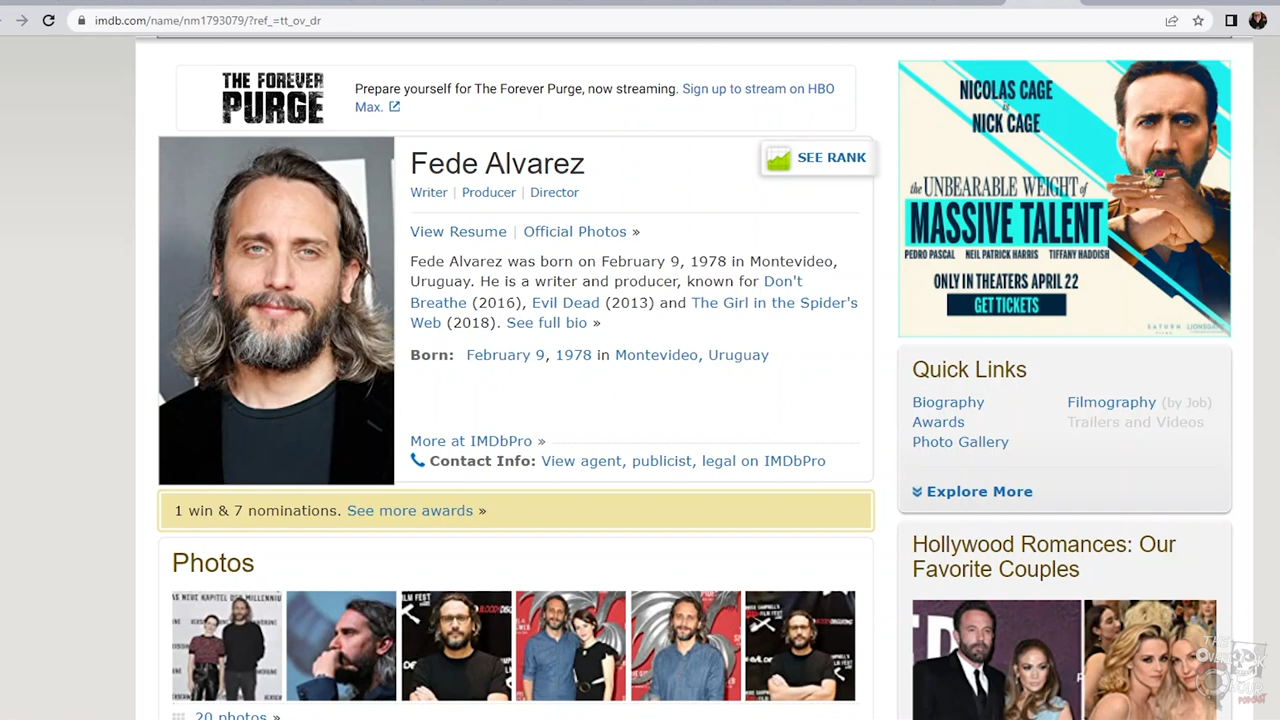 imdb.com/name/nm1793079/?ref_=tt_ov_dr
THE FOREVER
PURGE
Prepare yourself for The Forever Purge, now streaming. Sign up to stream on HBO
Max.
Fede Alvarez
SEE RANK
Writer | Producer | Director
View Resume | Official Photos »
Fede Alvarez was born on February 9, 1978 in Montevideo,
Uruguay. He is a writer and producer, known for Don't
Breathe (2016), Evil Dead (2013) and The Girl in the Spider's
Web (2018). See full bio »
Born: February 9, 1978 in Montevideo, Uruguay
More at IMDbPro »
Contact Info: View agent, publicist, legal on IMDbPro
1 win & 7 nominations. See more awards »
Photos
20 photos »
NICOLAS CAGE
is
NICK CAGE
the UNBEARABLE WEIGHT of
MASSIVE TALENT
PEDRO PASCAL NEIL PATRICK HARRIS TIFFANY HADDISH
ONLY IN THEATERS APRIL 22
GET TICKETS
SATURN LIONSGATE
Quick Links
Biography
Filmography (by Job)
Awards
Trailers and Videos
Photo Gallery
Explore More
Hollywood Romances: Our
Favorite Couples